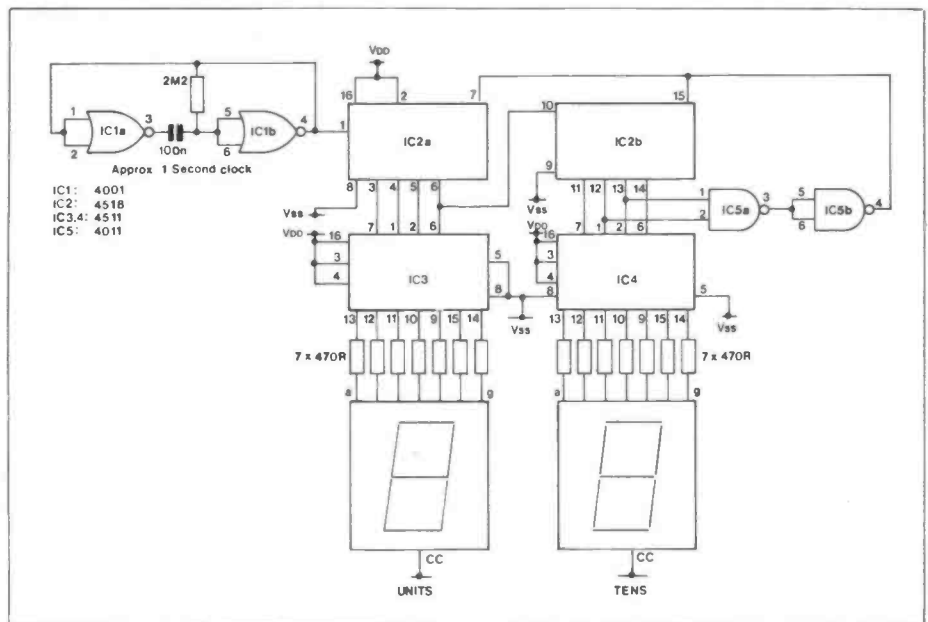 VDD
2M2
16
2
7
15
10
1
2
IC1a
3
100n
5
6
IC1b
4
1
IC2a
IC2b
Approx 1 Second clock
9
8
3
4
5
6
11
12
13
14
1
2
IC5a
3
5
6
IC5b
4
IC1: 4001
IC2: 4518
IC3,4: 4511
IC5: 4011
Vss
Vss
VDD
VDD
7
1
2
6
7
1
2
6
16
3
4
IC3
5
8
16
3
4
8
IC4
5
Vss
Vss
13
12
11
10
9
15
14
13
12
11
10
9
15
14
7 x 470R
7 x 470R
a
g
a
g
CC
CC
UNITS
TENS